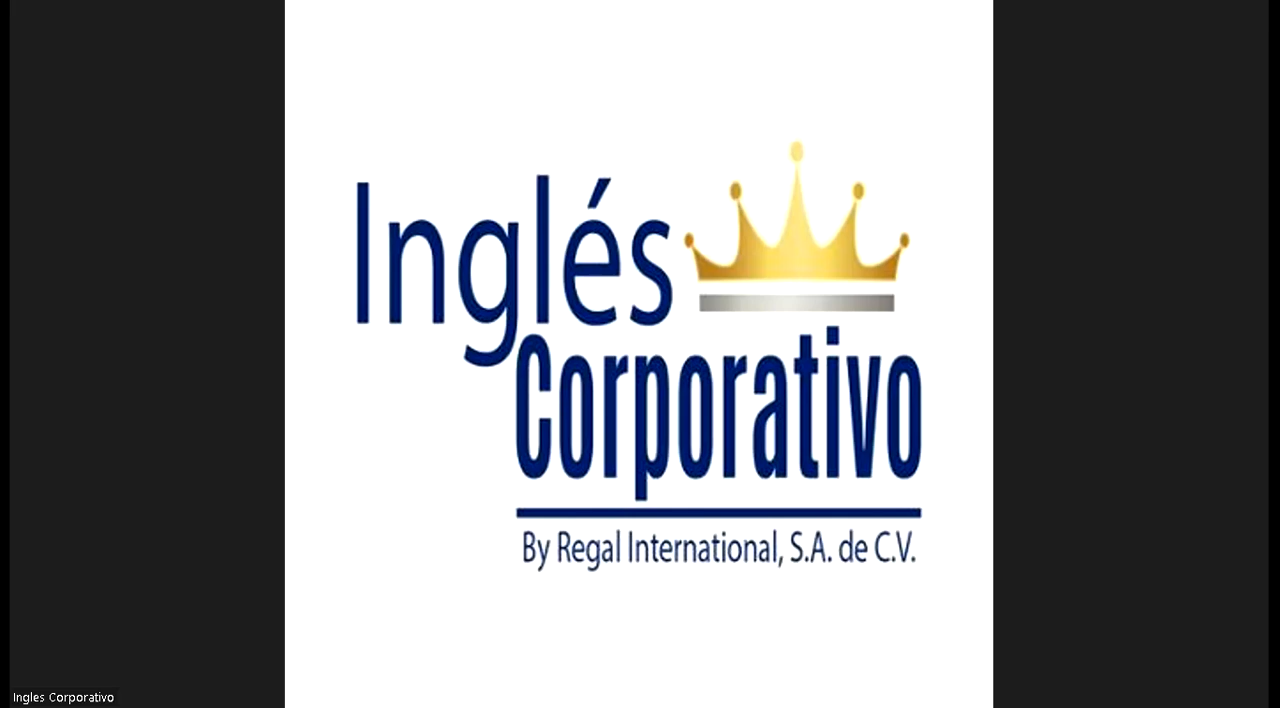 Inglés
Corporativo
By Regal International, S.A. de C.V.
Ingles Corporativo